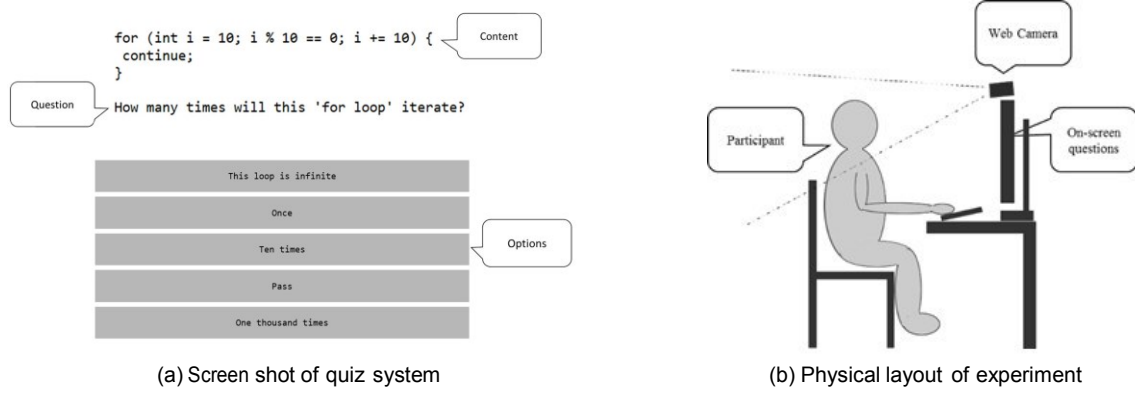 for (int i = 10; i % 10 == 0; i += 10) {
continue;
}
Content
Question
How many times will this 'for loop' iterate?
This loop is infinite
Once
Ten times
Options
Pass
One thousand times
(a) Screen shot of quiz system
Web Camera
Participant
On-screen
questions
(b) Physical layout of experiment